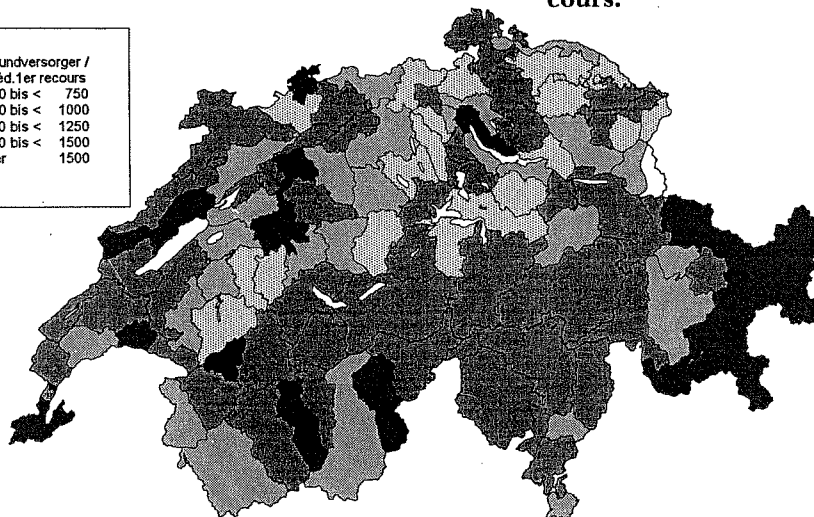 cours.
undversorger /
éd.1er recours
0 bis < 750
0 bis < 1000
0 bis < 1250
0 bis < 1500
er 1500